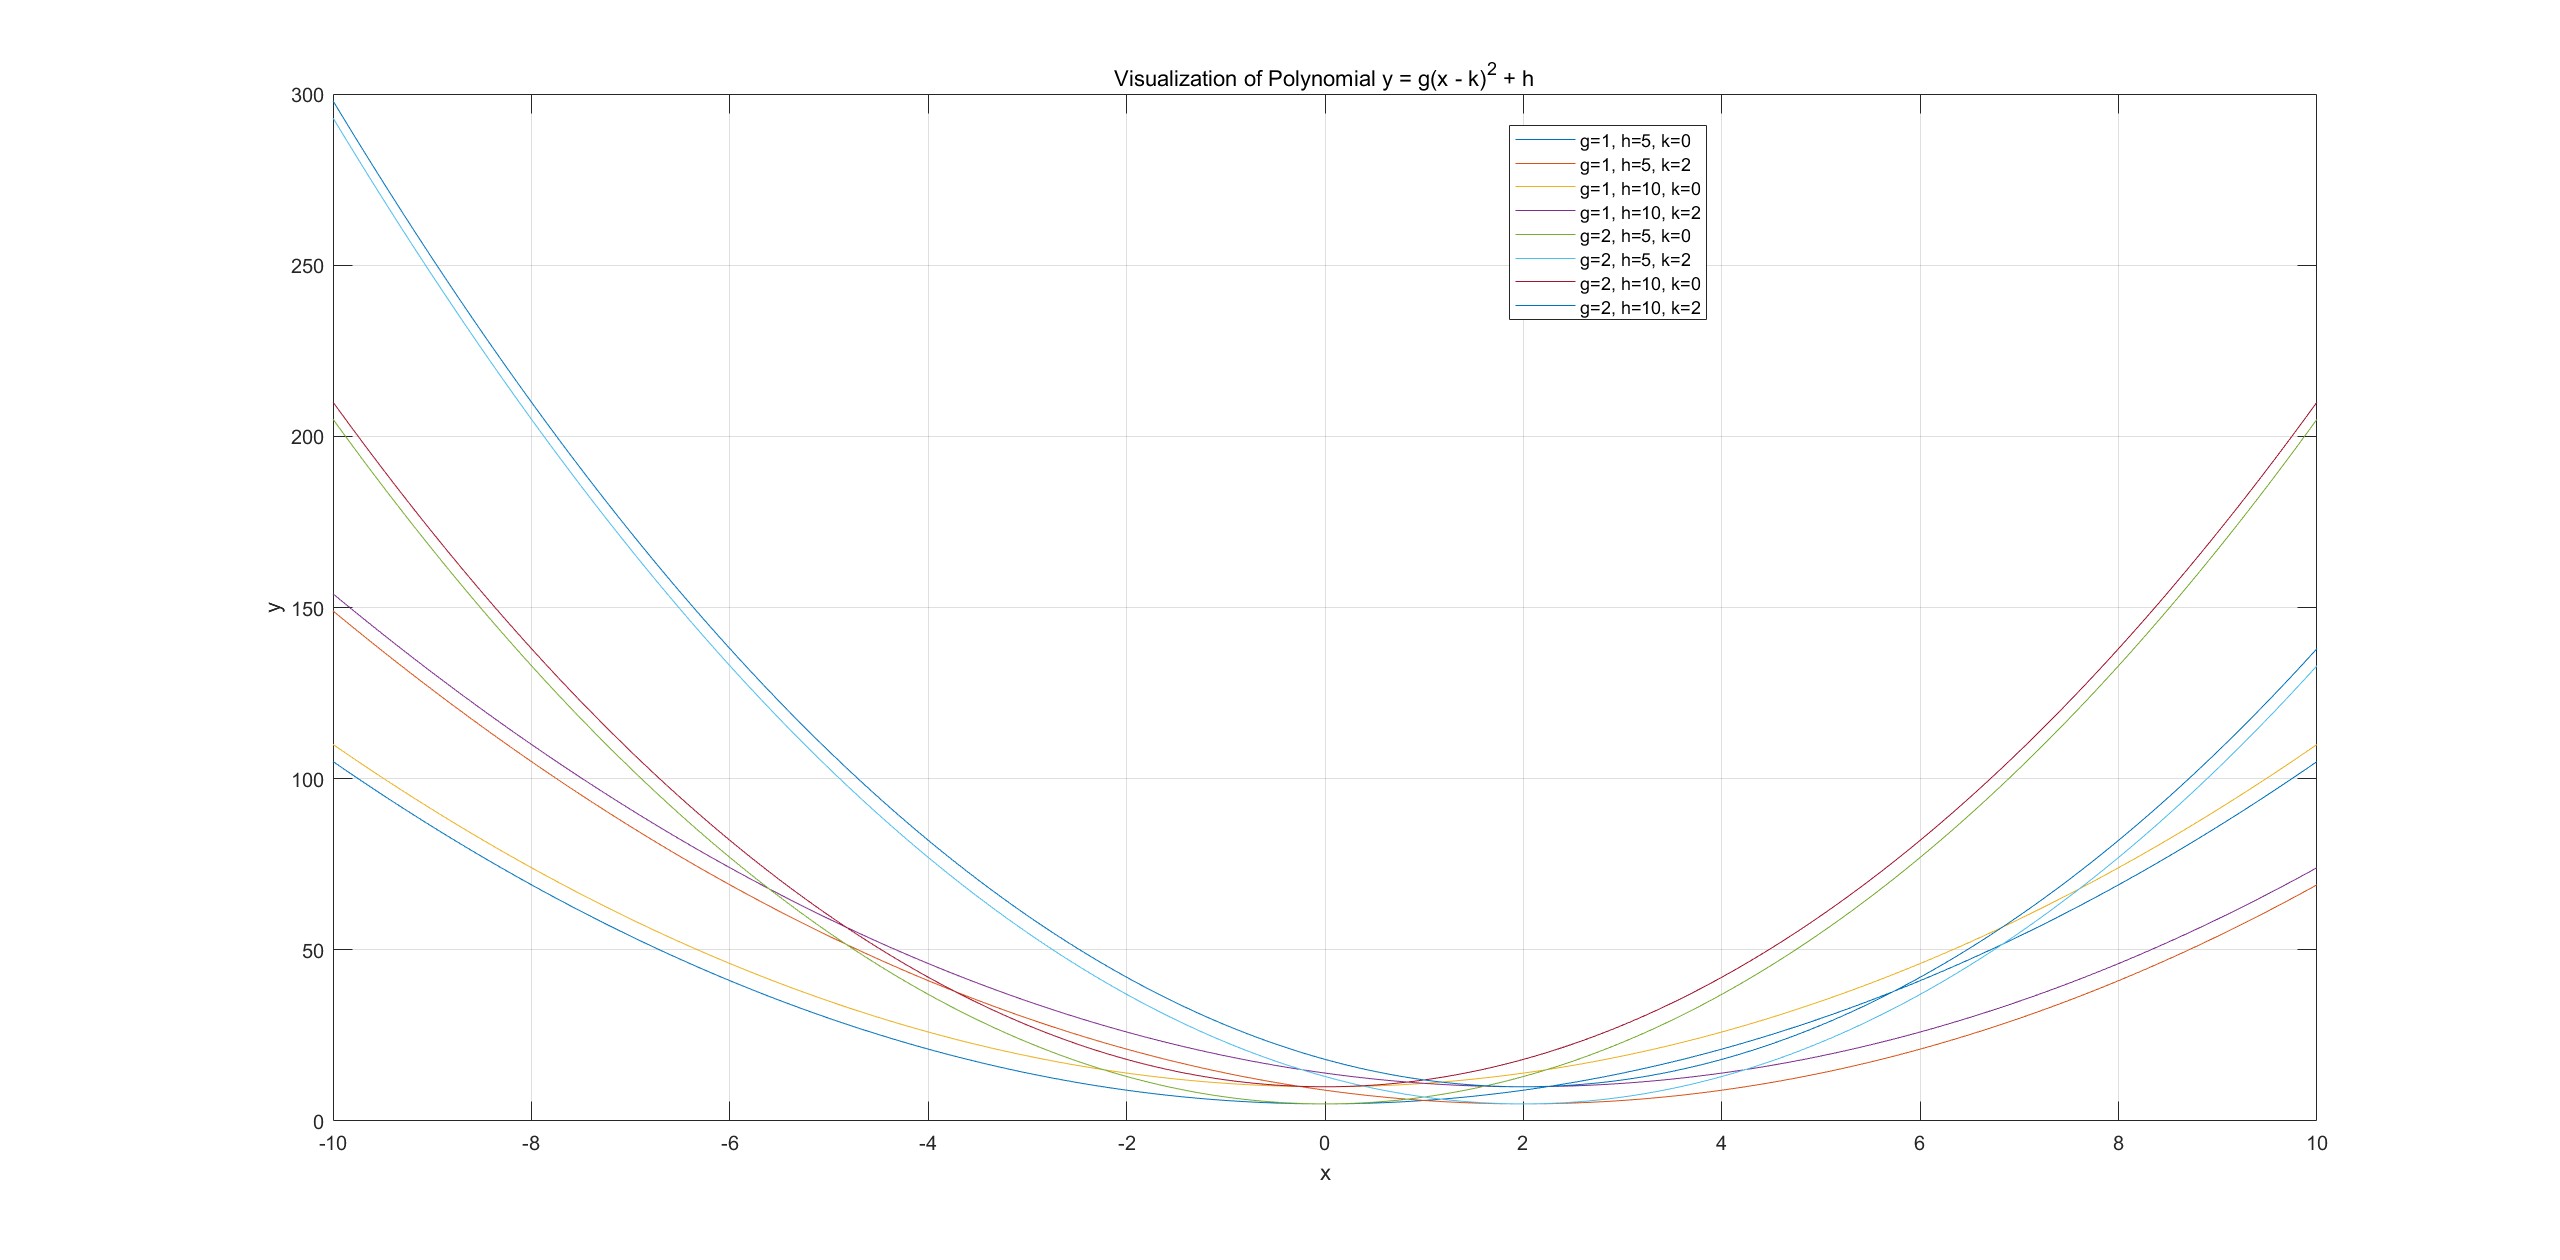 Visualization of Polynomial y = g(x - k)² + h
300
250
200
150
100
50
0
y
g=1, h=5, k=0
g=1, h=5, k=2
g=1, h=10, k=0
g=1, h=10, k=2
g=2, h=5, k=0
g=2, h=5, k=2
g=2, h=10, k=0
g=2, h=10, k=2
-10 -8 -6 -4 -2 0 2 4 6 8 10
x